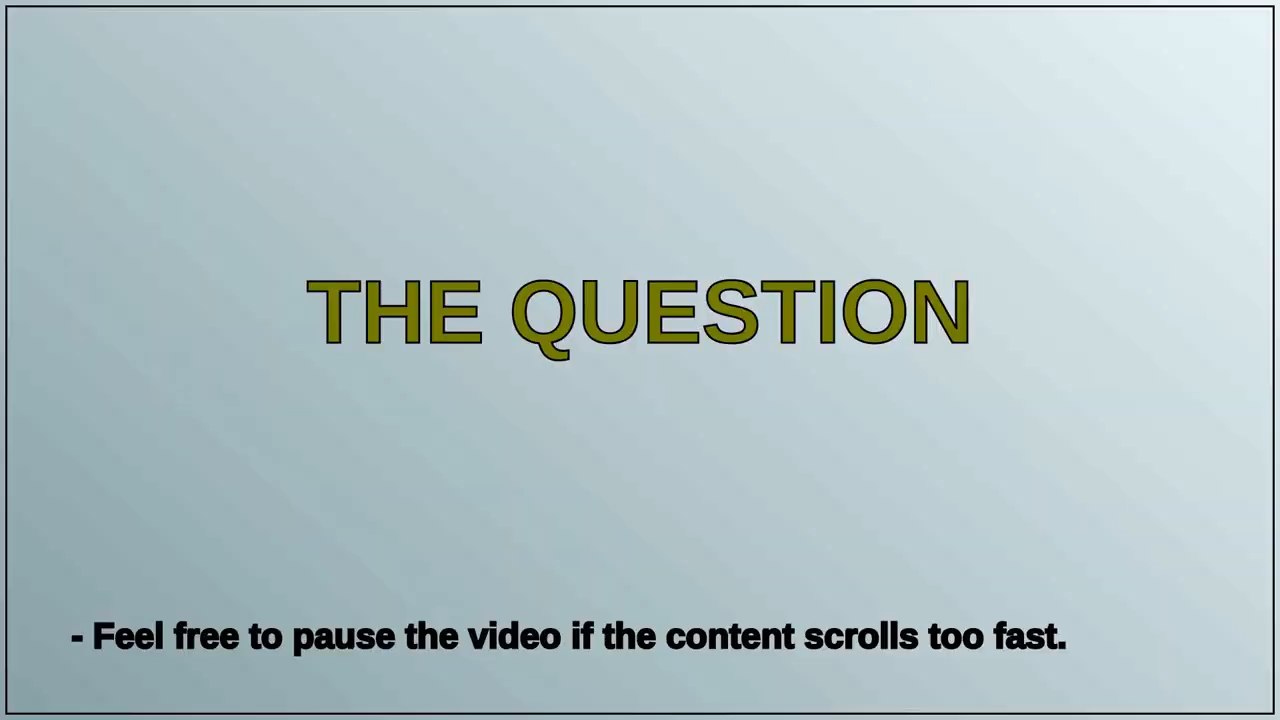 THE QUESTION
- Feel free to pause the video if the content scrolls too fast.